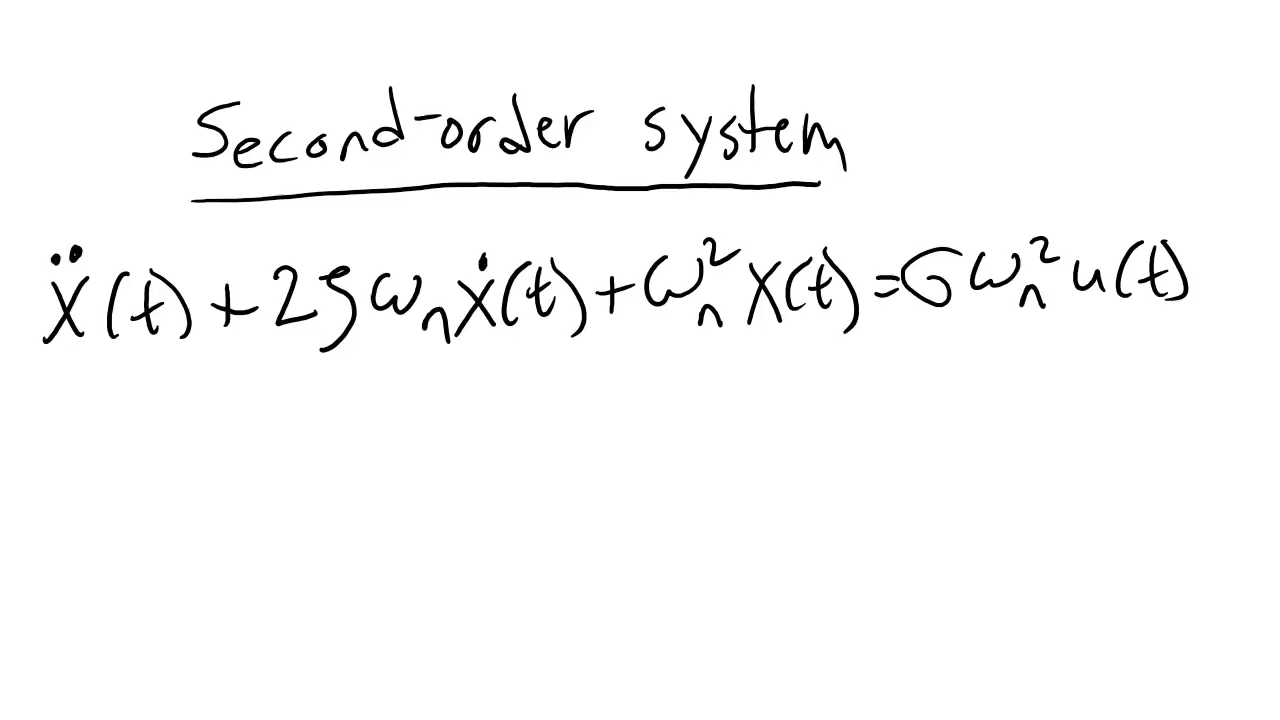 Second-order system
ẍ(t) + 2ζωₙẋ(t) + ωₙ²x(t) = Gωₙ²u(t)